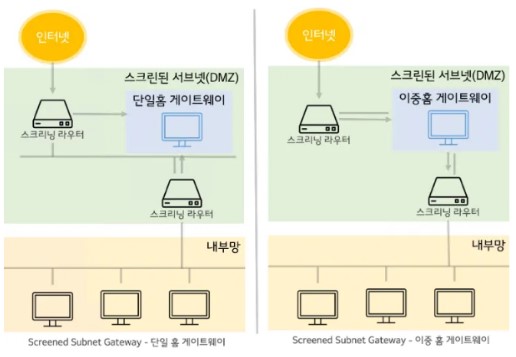 인터넷
스크린된 서브넷(DMZ)
단일홈 게이트웨이
스크리닝 라우터
스크리닝 라우터
내부망
Screened Subnet Gateway - 단일 홈 게이트웨이
인터넷
스크린된 서브넷(DMZ)
이중홈 게이트웨이
스크리닝 라우터
스크리닝 라우터
내부망
Screened Subnet Gateway - 이중 홈 게이트웨이